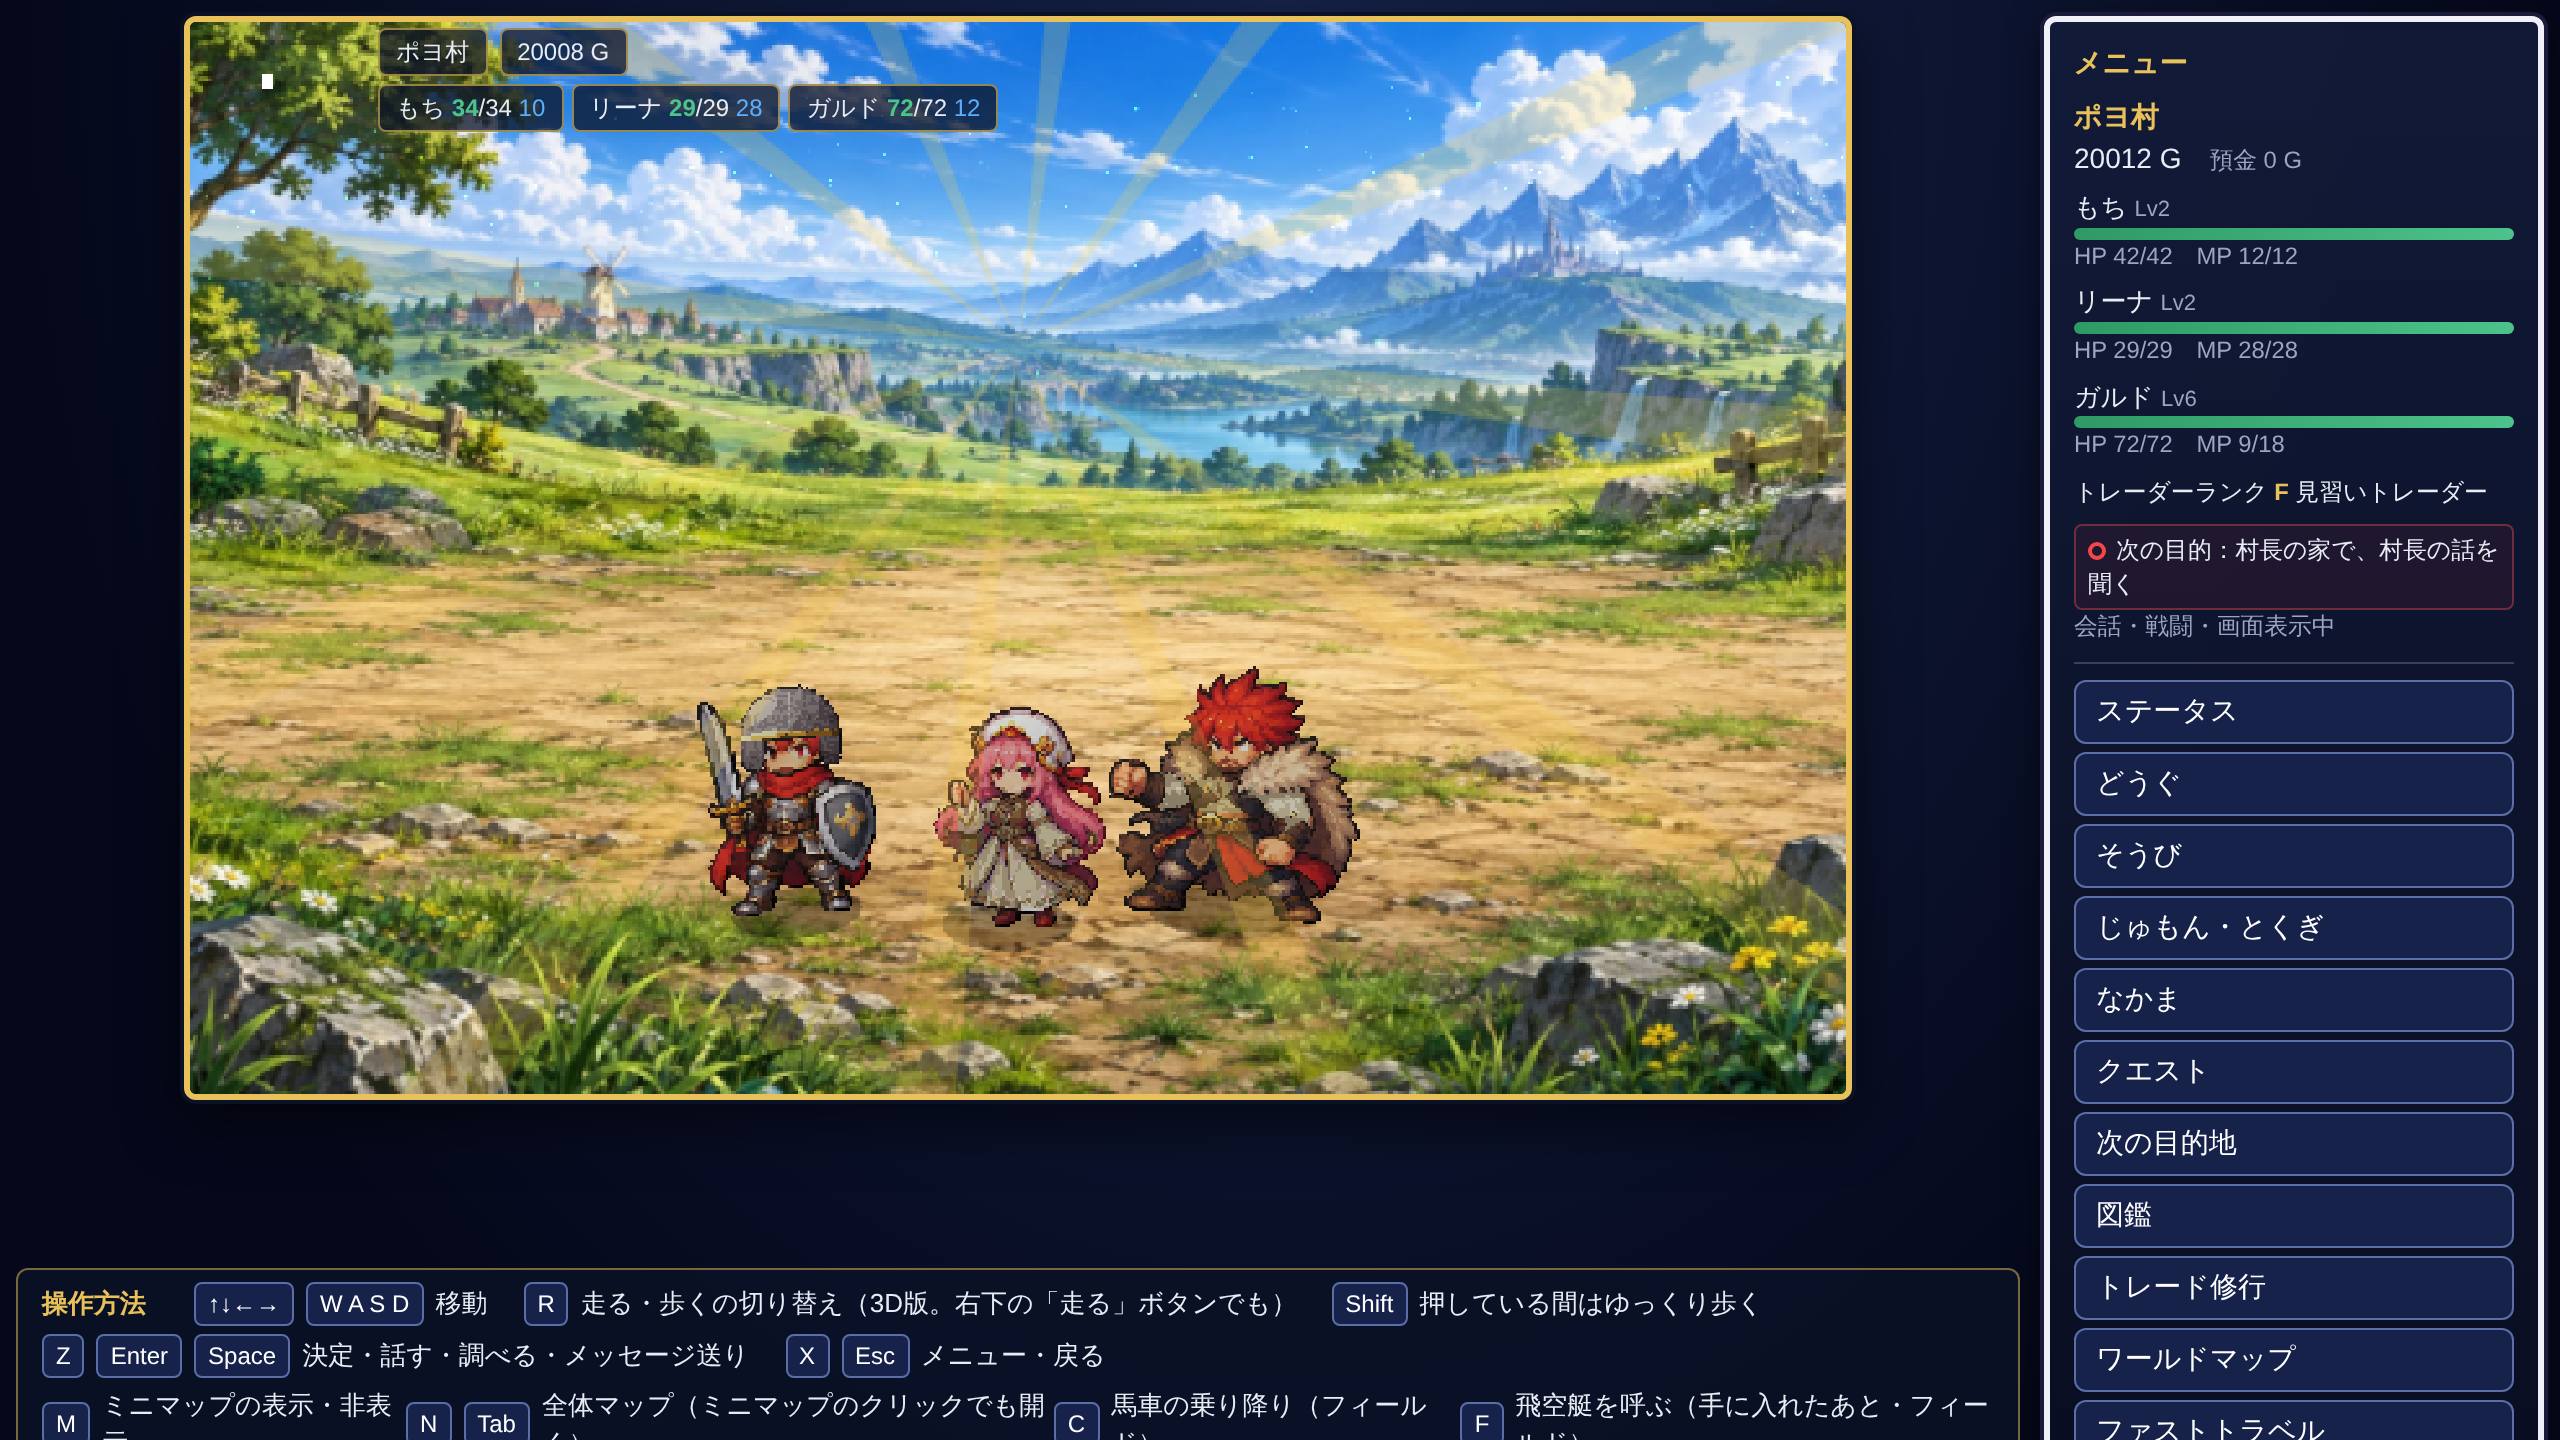 ポヨ村 20008 G
もち 34/34 10 リーナ 29/29 28 ガルド 72/72 12
メニュー
ポヨ村
20012 G 預金 0 G
もち Lv2
HP 42/42 MP 12/12
リーナ Lv2
HP 29/29 MP 28/28
ガルド Lv6
HP 72/72 MP 9/18
トレーダーランク F 見習いトレーダー
次の目的：村長の家で、村長の話を
聞く
会話・戦闘・画面表示中
ステータス
どうぐ
そうび
じゅもん・とくぎ
なかま
クエスト
次の目的地
図鑑
トレード修行
ワールドマップ
ファストトラベル
操作方法 ↑↓←→ W A S D 移動 R 走る・歩くの切り替え（3D版。右下の「走る」ボタンでも） Shift 押している間はゆっくり歩く
Z Enter Space 決定・話す・調べる・メッセージ送り X Esc メニュー・戻る
M ミニマップの表示・非表 N Tab 全体マップ（ミニマップのクリックでも開 C 馬車の乗り降り（フィール F 飛空艇を呼ぶ（手に入れたあと・フィー